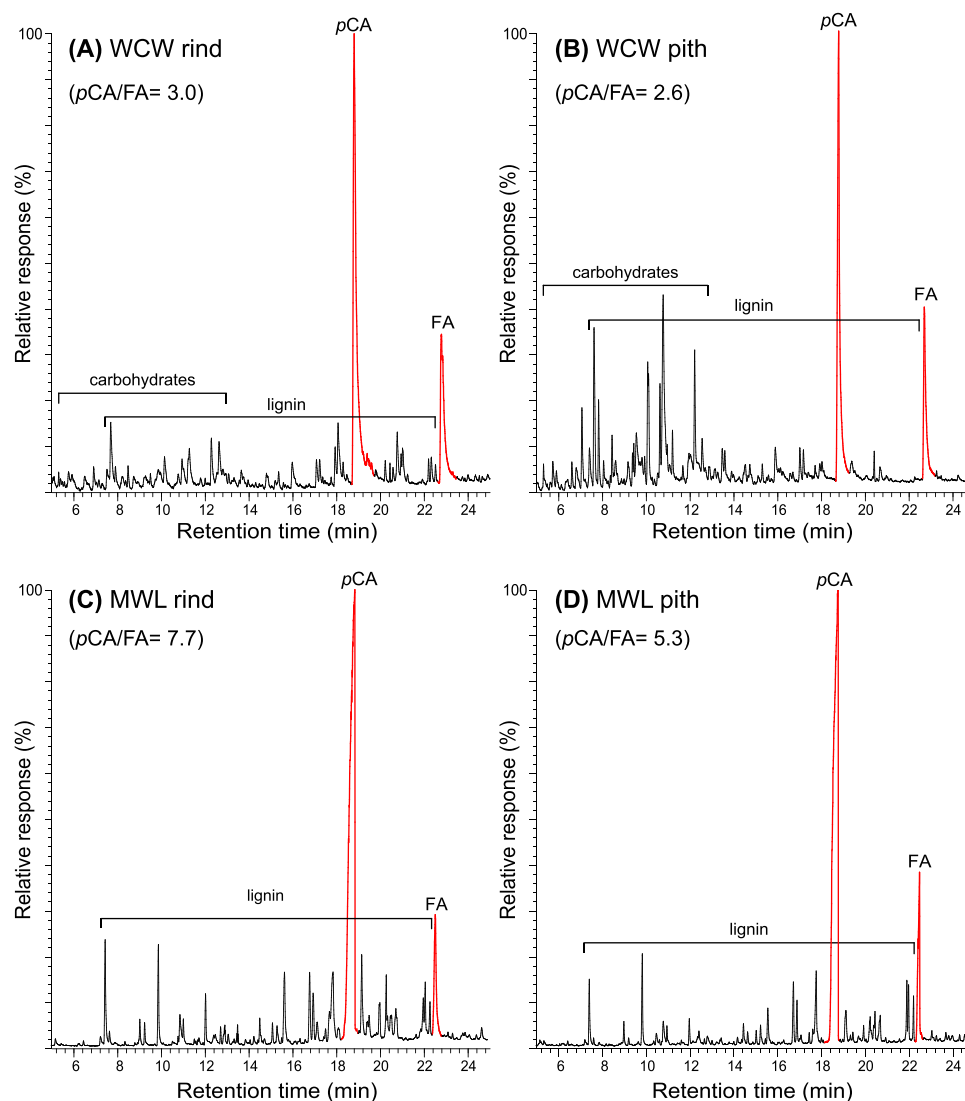 (A) WCW rind
(pCA/FA= 3.0)
pCA
FA
carbohydrates
lignin
100
Relative response (%)
6 8 10 12 14 16 18 20 22 24
Retention time (min)
(B) WCW pith
(pCA/FA= 2.6)
pCA
FA
carbohydrates
lignin
100
Relative response (%)
6 8 10 12 14 16 18 20 22 24
Retention time (min)
(C) MWL rind
(pCA/FA= 7.7)
pCA
FA
lignin
100
Relative response (%)
6 8 10 12 14 16 18 20 22 24
Retention time (min)
(D) MWL pith
(pCA/FA= 5.3)
pCA
FA
lignin
100
Relative response (%)
6 8 10 12 14 16 18 20 22 24
Retention time (min)